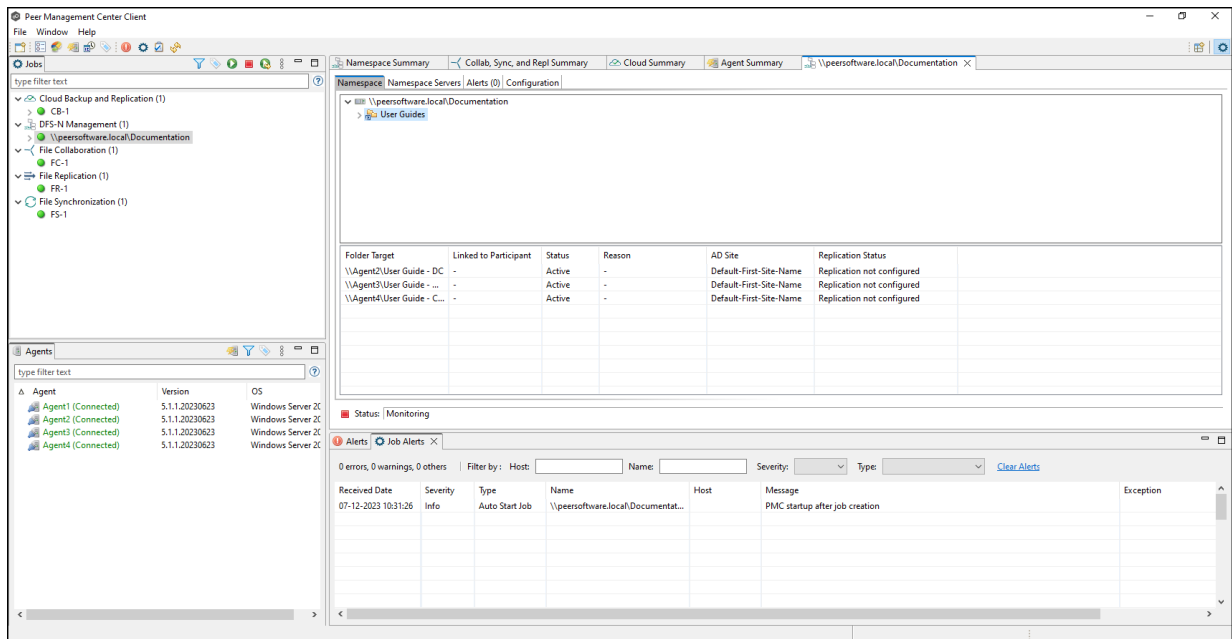 Peer Management Center Client
File Window Help
Jobs
type filter text
Cloud Backup and Replication (1)
CB-1
DFS-N Management (1)
\\peersoftware.local\Documentation
File Collaboration (1)
FC-1
File Replication (1)
FR-1
File Synchronization (1)
FS-1
Agents
type filter text
Agent Version OS
Agent1 (Connected) 5.1.1.20230623 Windows Server 20
Agent2 (Connected) 5.1.1.20230623 Windows Server 20
Agent3 (Connected) 5.1.1.20230623 Windows Server 20
Agent4 (Connected) 5.1.1.20230623 Windows Server 20
Namespace Summary Collab, Sync, and Repl Summary Cloud Summary Agent Summary \\peersoftware.local\Documentation
Namespace Namespace Servers Alerts (0) Configuration
\\peersoftware.local\Documentation
User Guides
Folder Target Linked to Participant Status Reason AD Site Replication Status
\\Agent2\User Guide - DC - Active - Default-First-Site-Name Replication not configured
\\Agent3\User Guide - ... - Active - Default-First-Site-Name Replication not configured
\\Agent4\User Guide - C... - Active - Default-First-Site-Name Replication not configured
Status: Monitoring
Alerts Job Alerts
0 errors, 0 warnings, 0 others Filter by : Host: Name: Severity: Type: Clear Alerts
Received Date Severity Type Name Host Message Exception
07-12-2023 10:31:26 Info Auto Start Job \\peersoftware.local\Documentat... PMC startup after job creation